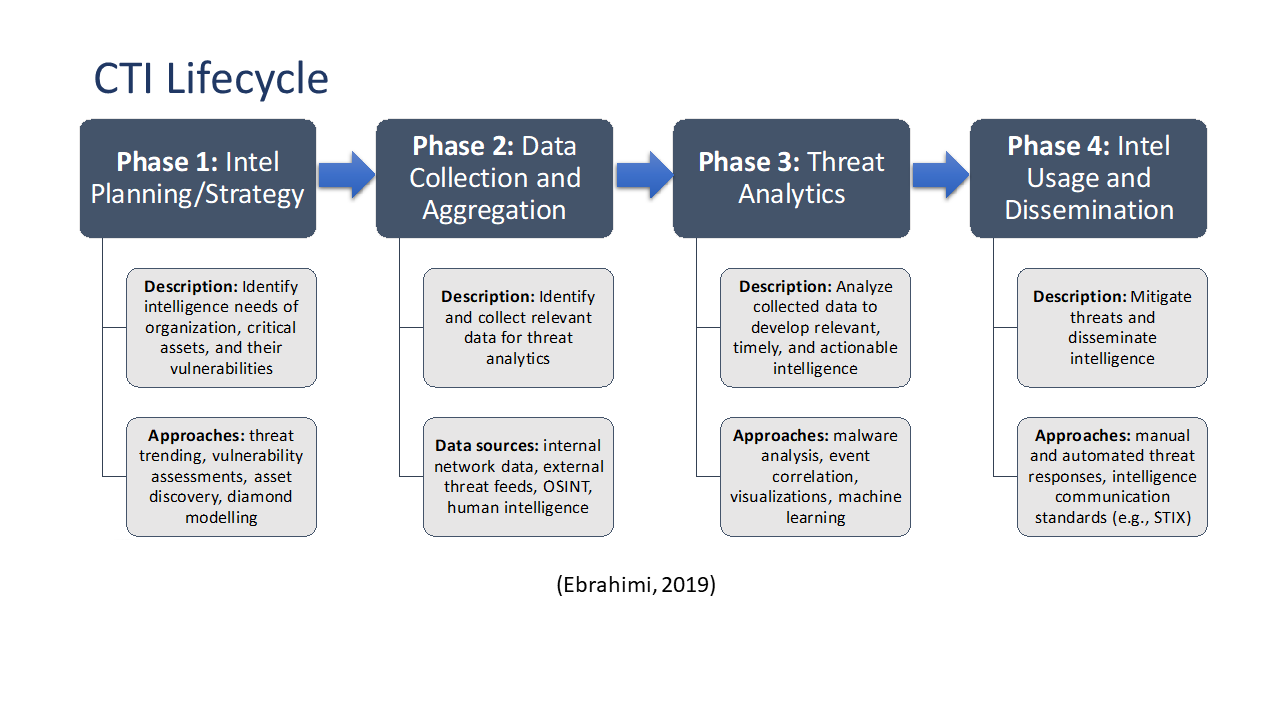 CTI Lifecycle
Phase 1: Intel
Planning/Strategy
Phase 2: Data
Collection and
Aggregation
Phase 3: Threat
Analytics
Phase 4: Intel
Usage and
Dissemination
Description: Identify
intelligence needs of
organization, critical
assets, and their
vulnerabilities
Approaches: threat
trending, vulnerability
assessments, asset
discovery, diamond
modelling
Description: Identify
and collect relevant
data for threat
analytics
Data sources: internal
network data, external
threat feeds, OSINT,
human intelligence
Description: Analyze
collected data to
develop relevant,
timely, and actionable
intelligence
Approaches: malware
analysis, event
correlation,
visualizations, machine
learning
Description: Mitigate
threats and
disseminate
intelligence
Approaches: manual
and automated threat
responses, intelligence
communication
standards (e.g., STIX)
(Ebrahimi, 2019)